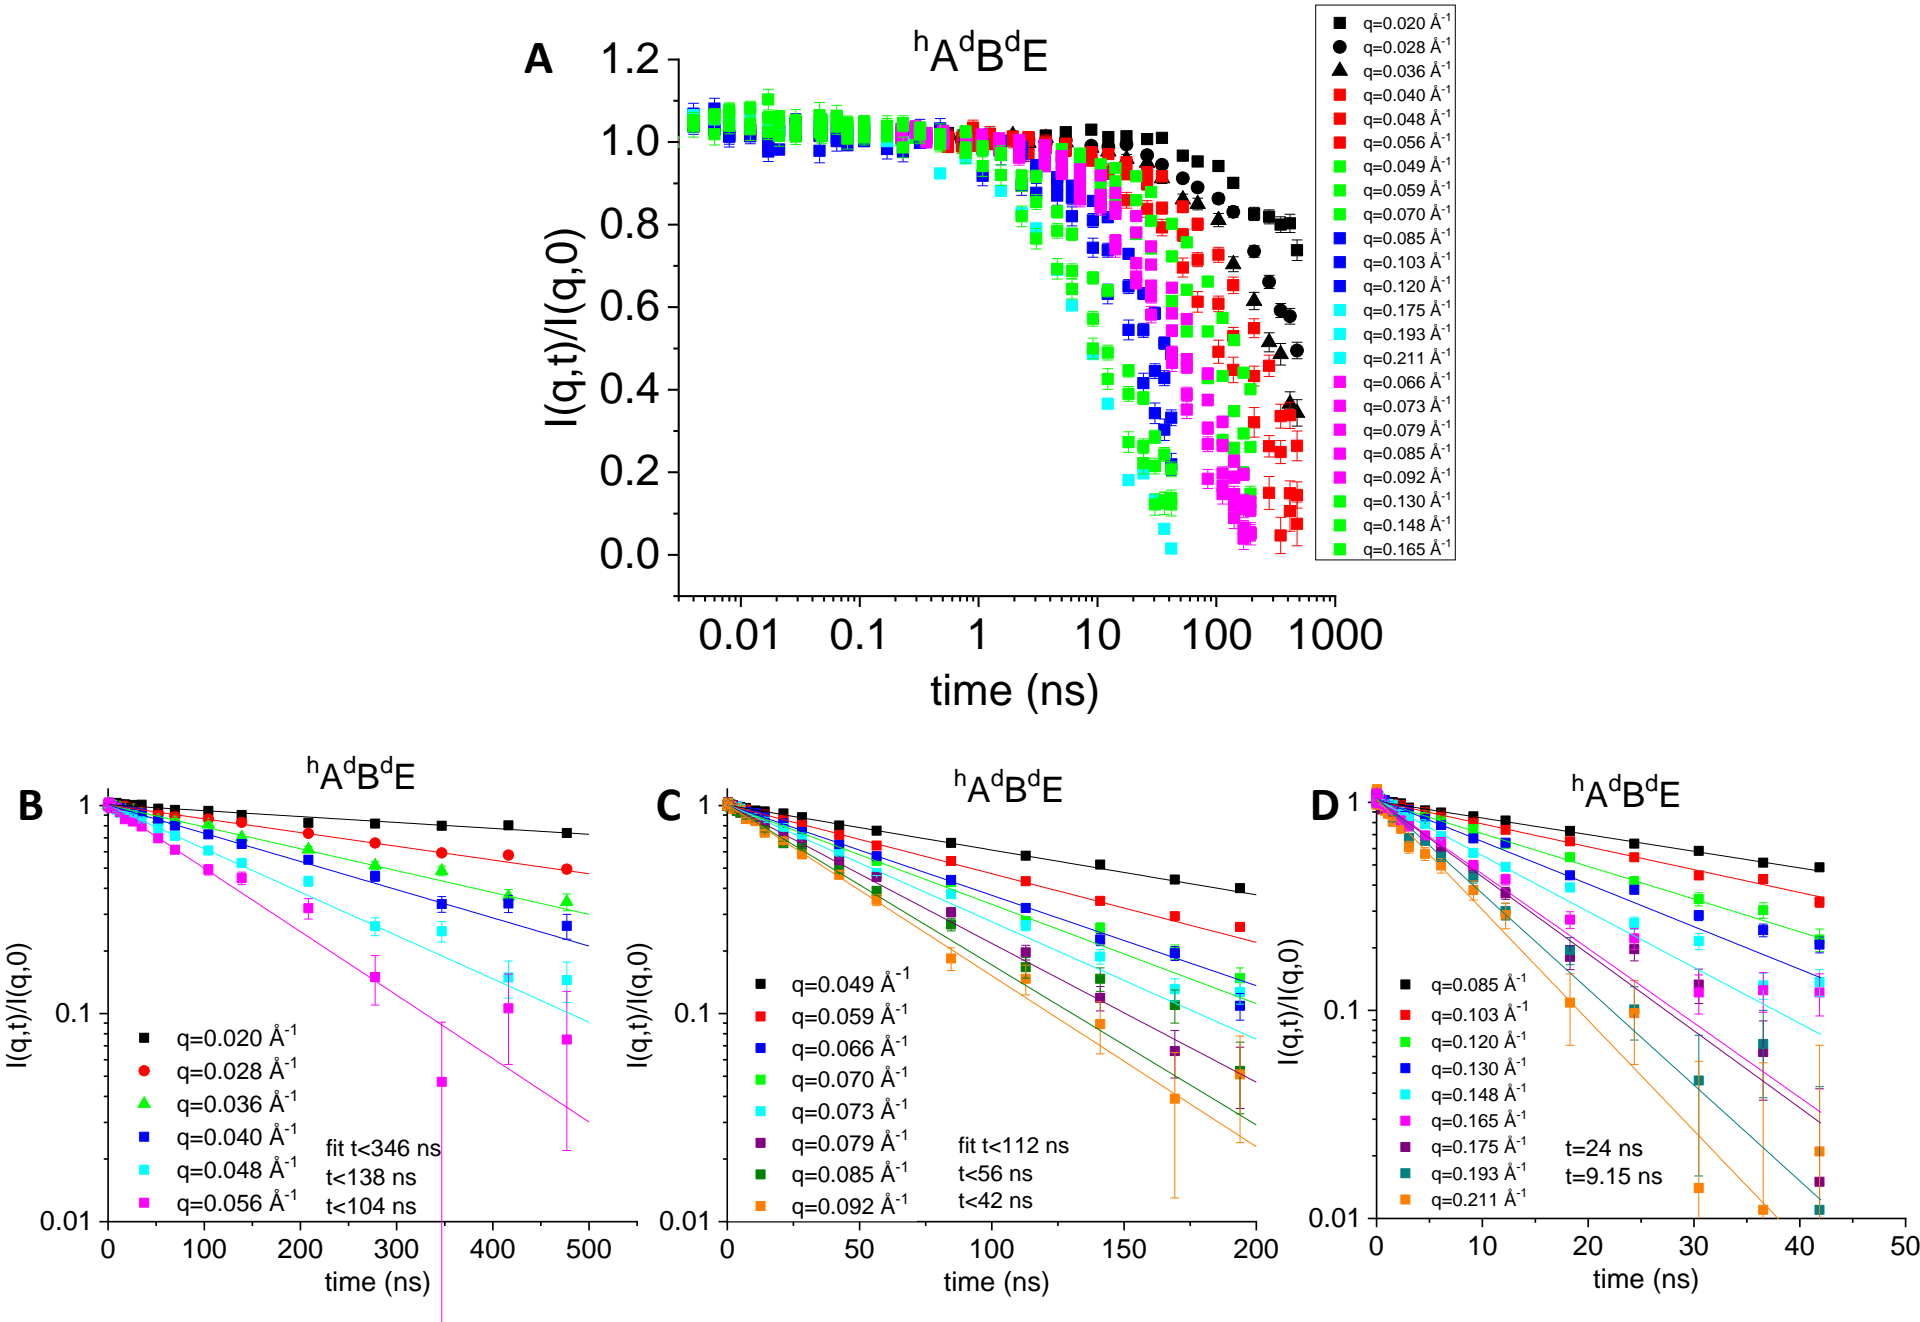 A
hAdBdE
1.2
1.0
0.8
0.6
0.4
0.2
0.0
I(q,t)/I(q,0)
0.01 0.1 1 10 100 1000
time (ns)
q=0.020 Å-1
q=0.028 Å-1
q=0.036 Å-1
q=0.040 Å-1
q=0.048 Å-1
q=0.056 Å-1
q=0.049 Å-1
q=0.059 Å-1
q=0.070 Å-1
q=0.085 Å-1
q=0.103 Å-1
q=0.120 Å-1
q=0.175 Å-1
q=0.193 Å-1
q=0.211 Å-1
q=0.066 Å-1
q=0.073 Å-1
q=0.079 Å-1
q=0.085 Å-1
q=0.092 Å-1
q=0.130 Å-1
q=0.148 Å-1
q=0.165 Å-1
B
hAdBdE
1
0.1
0.01
I(q,t)/I(q,0)
q=0.020 Å-1
q=0.028 Å-1
q=0.036 Å-1
q=0.040 Å-1
q=0.048 Å-1
q=0.056 Å-1
fit t<346 ns
t<138 ns
t<104 ns
0 100 200 300 400 500
time (ns)
C
hAdBdE
1
0.1
0.01
I(q,t)/I(q,0)
q=0.049 Å-1
q=0.059 Å-1
q=0.066 Å-1
q=0.070 Å-1
q=0.073 Å-1
q=0.079 Å-1
q=0.085 Å-1
q=0.092 Å-1
fit t<112 ns
t<56 ns
t<42 ns
0 50 100 150 200
time (ns)
D
hAdBdE
1
0.1
0.01
I(q,t)/I(q,0)
q=0.085 Å-1
q=0.103 Å-1
q=0.120 Å-1
q=0.130 Å-1
q=0.148 Å-1
q=0.165 Å-1
q=0.175 Å-1
q=0.193 Å-1
q=0.211 Å-1
t=24 ns
t=9.15 ns
0 10 20 30 40 50
time (ns)